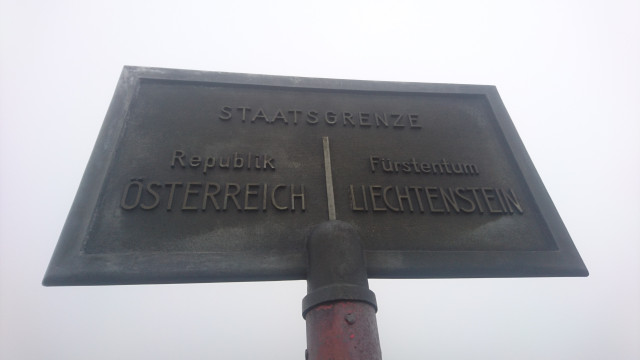 STAATSGRENZE
Republik
ÖSTERREICH
Fürstentum
LIECHTENSTEIN